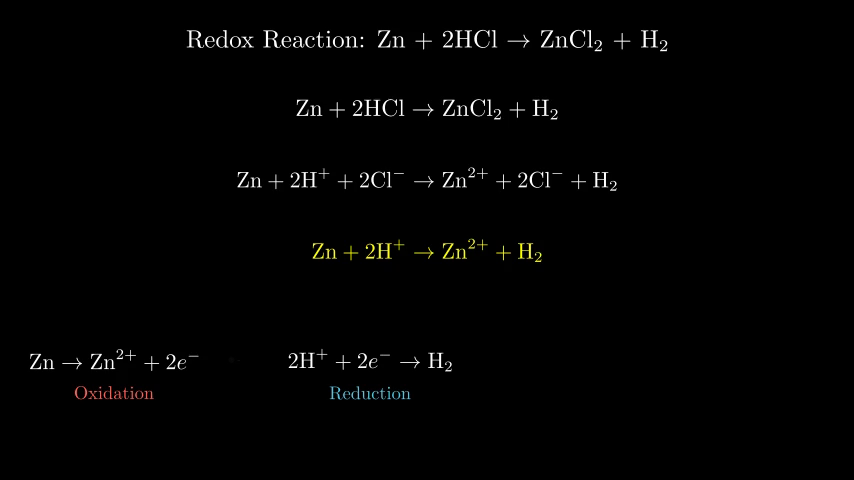 Redox Reaction: Zn + 2HCl → ZnCl₂ + H₂
Zn + 2HCl → ZnCl₂ + H₂
Zn + 2H⁺ + 2Cl⁻ → Zn²⁺ + 2Cl⁻ + H₂
Zn + 2H⁺ → Zn²⁺ + H₂
Zn → Zn²⁺ + 2e⁻
Oxidation
2H⁺ + 2e⁻ → H₂
Reduction